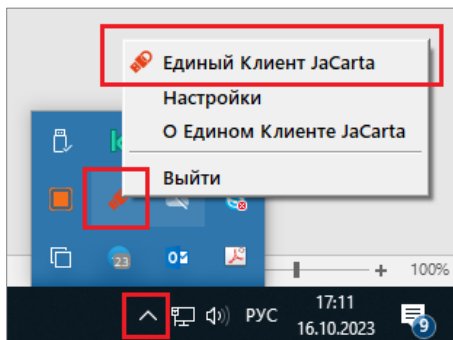 Единый Клиент JaCarta
Настройки
О Едином Клиенте JaCarta
Выйти
23
100%
РУС
17:11
16.10.2023
9